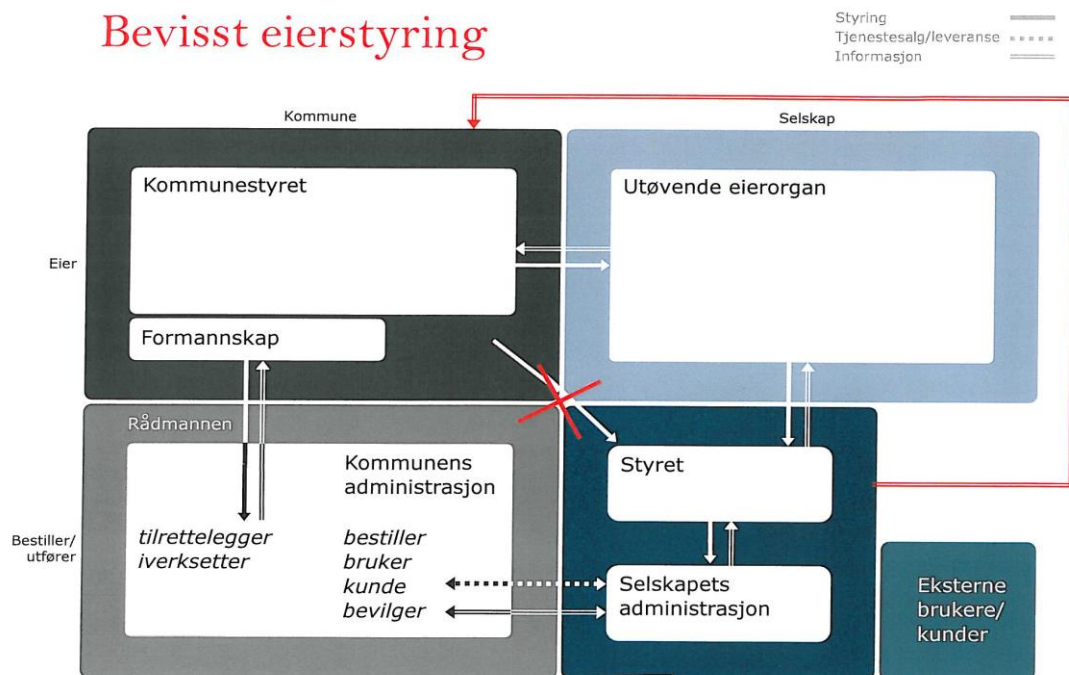 Bevisst eierstyring
Styring
Tjenestesalg/leveranse
Informasjon
Kommune
Selskap
Kommunestyret
Utøvende eierorgan
Eier
Formannskap
Rådmannen
Kommunens
administrasjon
Styret
Bestiller/
utfører
tilrettelegger
iverksetter
bestiller
bruker
kunde
bevilger
Selskapets
administrasjon
Eksterne
brukere/
kunder